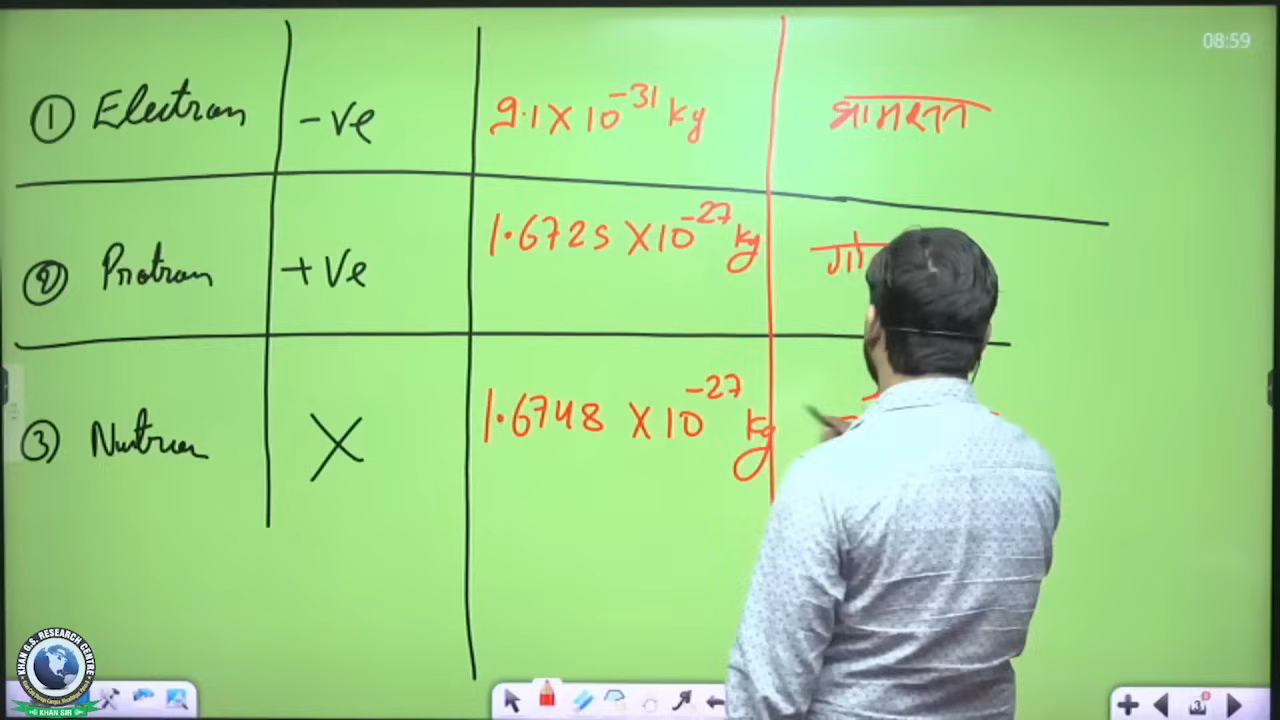 08:59
① Electron -ve 9.1 × 10⁻³¹ kg थामसन
② Protron +ve 1.6725 × 10⁻²⁷ kg गो
③ Nutron X 1.6748 × 10⁻²⁷ kg
KHAN G.S. RESEARCH CENTRE
KHAN SIR